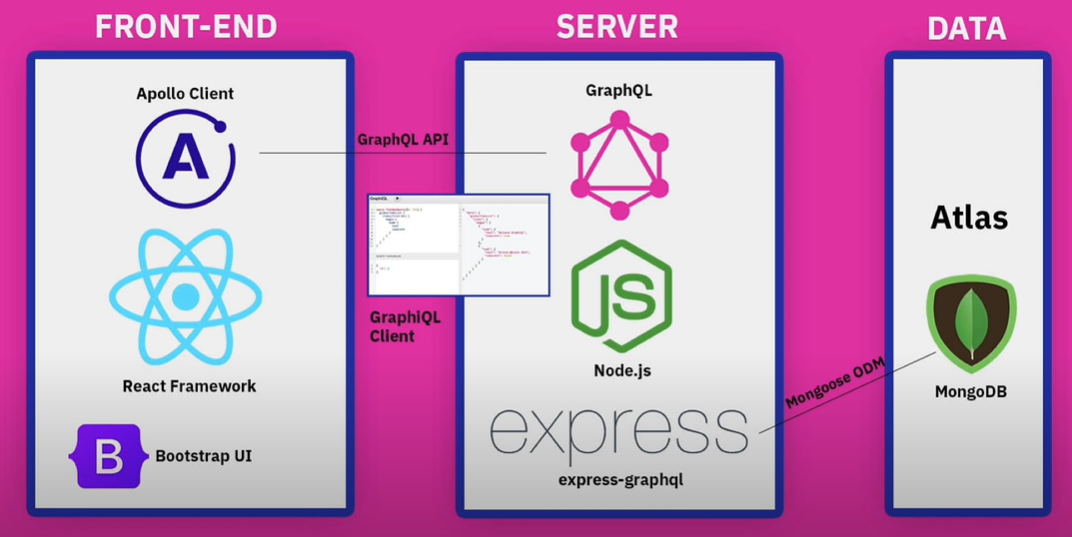 FRONT-END
SERVER
DATA
Apollo Client
GraphQL
GraphQL API
Atlas
GraphiQL
GraphiQL
Client
React Framework
Node.js
Mongoose ODM
MongoDB
express
B
Bootstrap UI
express-graphql
A
JS